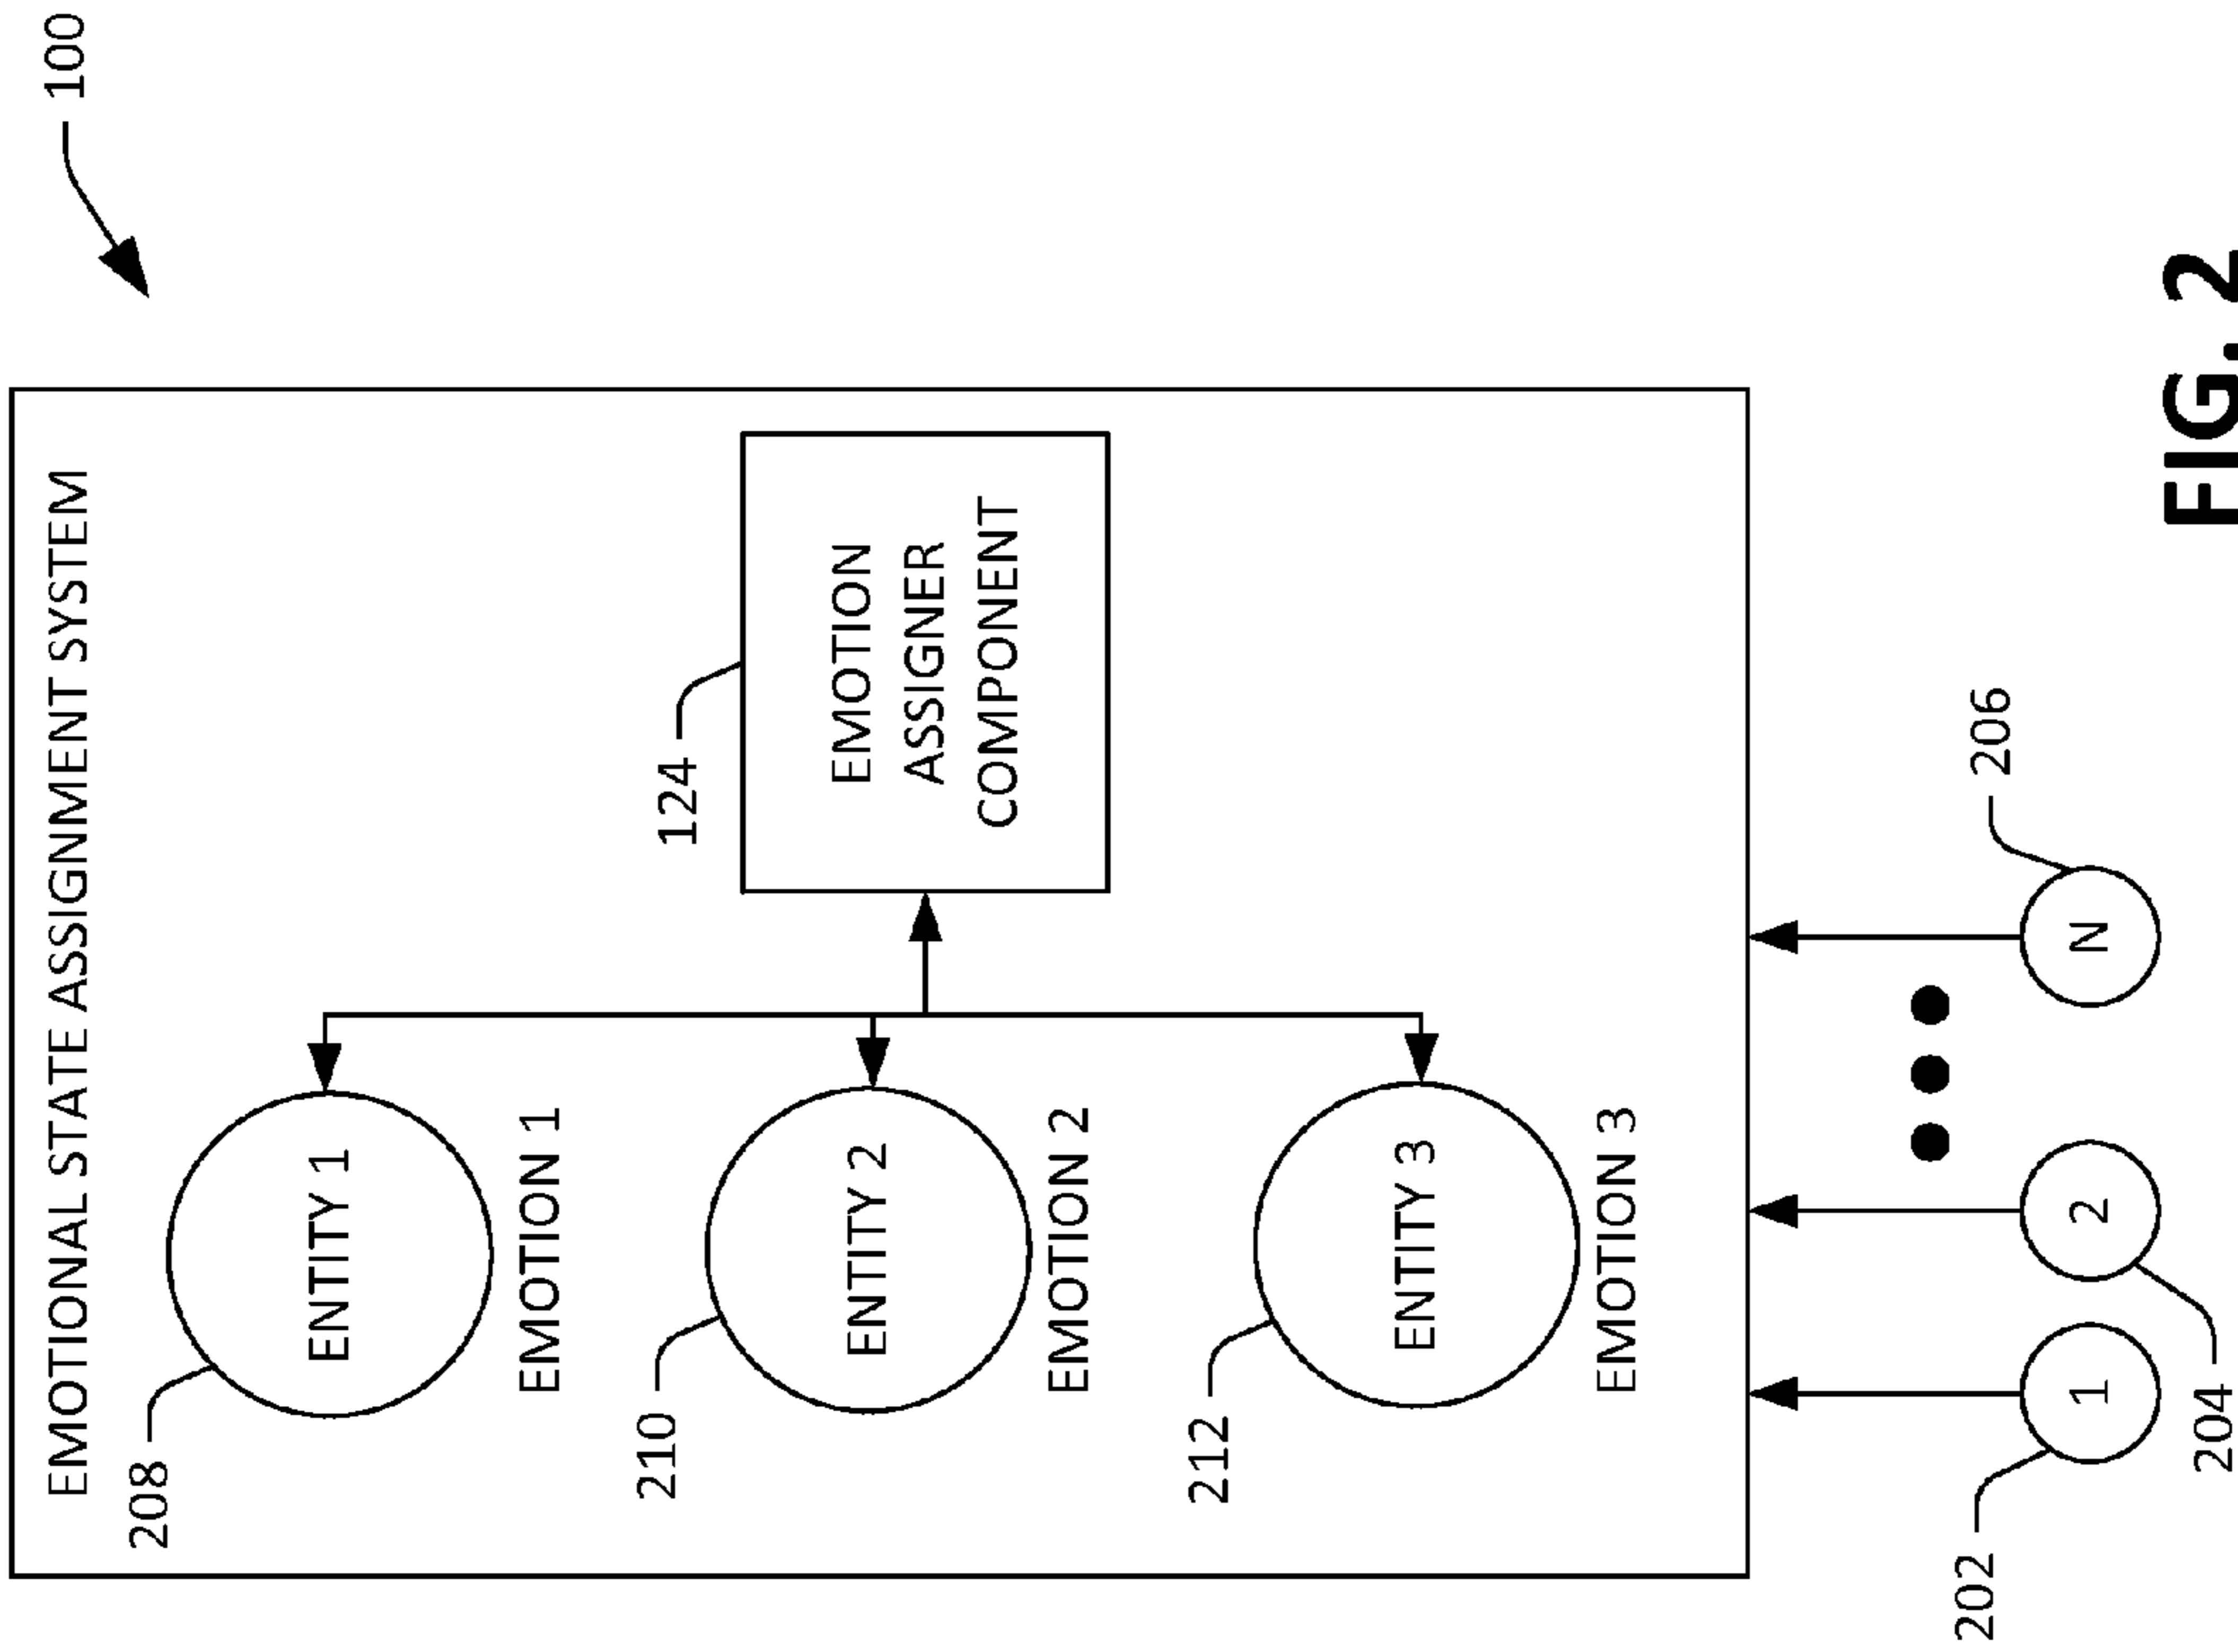 100
EMOTIONAL STATE ASSIGNMENT SYSTEM
208
ENTITY 1
EMOTION 1
124
EMOTION
ASSIGNER
COMPONENT
210
ENTITY 2
EMOTION 2
212
ENTITY 3
EMOTION 3
202
1
2
204
N
206
FIG. 2